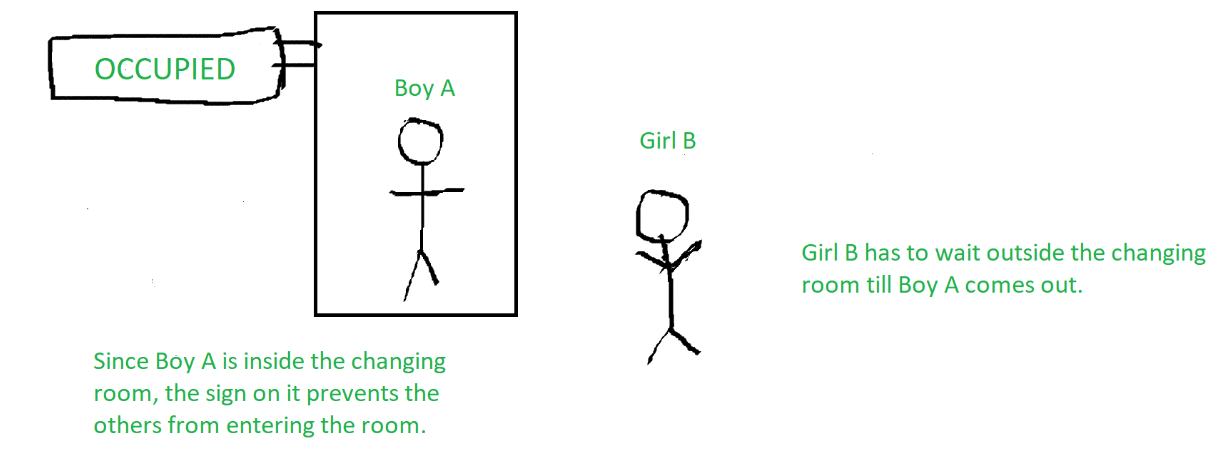 OCCUPIED
Boy A
Girl B
Girl B has to wait outside the changing
room till Boy A comes out.
Since Boy A is inside the changing
room, the sign on it prevents the
others from entering the room.